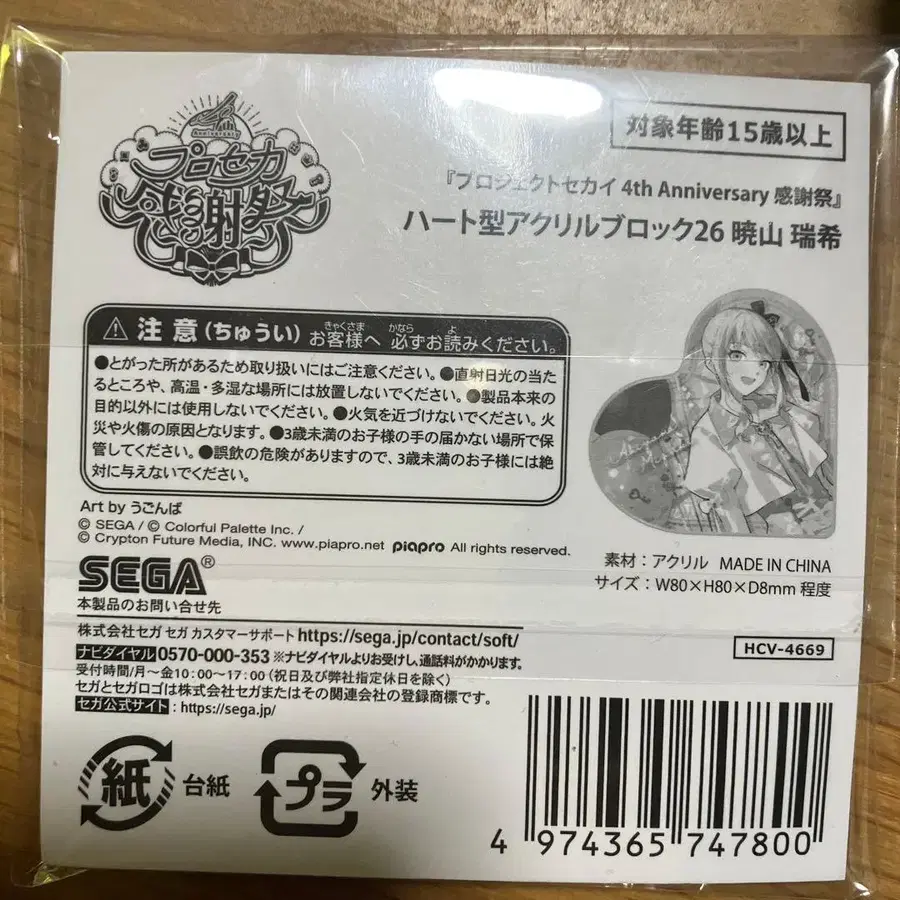 Anniversary
プロセカ
感謝祭
対象年齢15歳以上
『プロジェクトセカイ 4th Anniversary 感謝祭』
ハート型アクリルブロック26 暁山 瑞希
⚠ 注意(ちゅうい) お客様へ 必ずお読みください。
きゃくさま かなら よ
●とがった所があるため取り扱いにはご注意ください。●直射日光の当た
るところや、高温・多湿な場所には放置しないでください。●製品本来の
目的以外には使用しないでください。●火気を近づけないでください。火
災や火傷の原因となります。●3歳未満のお子様の手の届かない場所で保
管してください。●誤飲の危険がありますので、3歳未満のお子様には絶
対に与えないでください。
Art by うごんば
© SEGA / © Colorful Palette Inc. /
© Crypton Future Media, INC. www.piapro.net piapro All rights reserved.
素材：アクリル MADE IN CHINA
サイズ：W80×H80×D8mm 程度
SEGA®
本製品のお問い合せ先
株式会社セガ セガ カスタマーサポート https://sega.jp/contact/soft/
ナビダイヤル 0570-000-353 ※ナビダイヤルよりお受けし、通話料がかかります。
受付時間/月～金10:00～17:00(祝日及び弊社指定休日を除く)
セガとセガロゴは株式会社セガまたはその関連会社の登録商標です。
セガ公式サイト：https://sega.jp/
HCV-4669
紙 台紙
プラ 外装
4 974365 747800